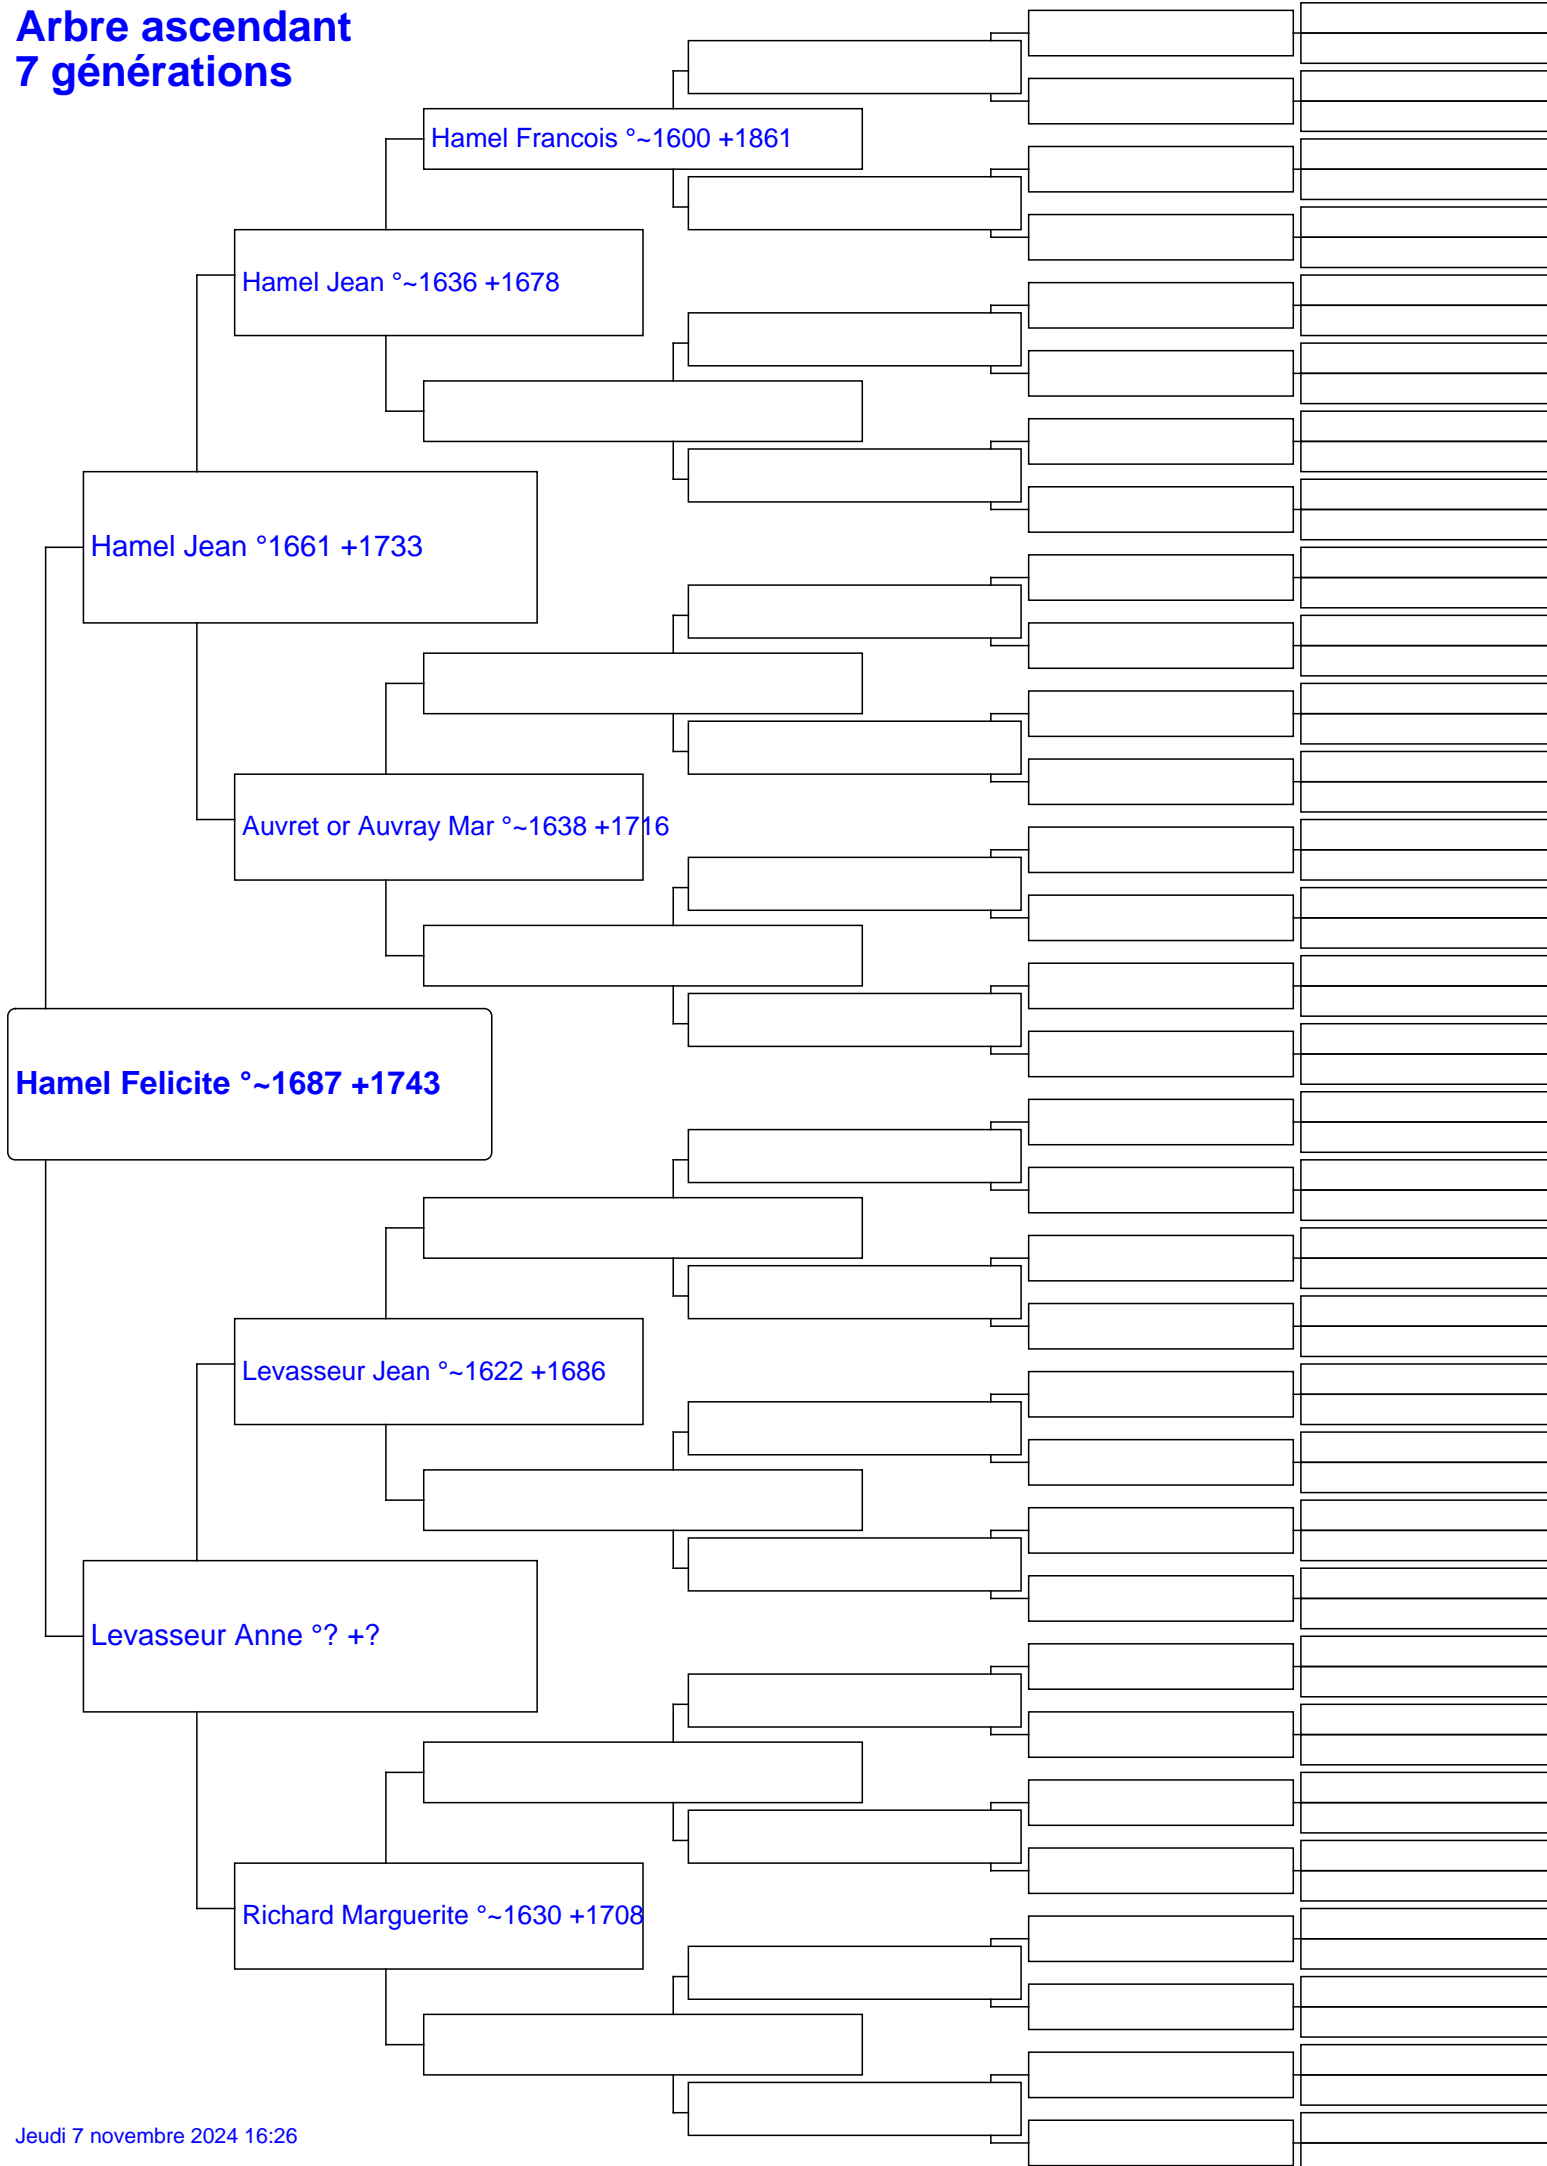 Arbre ascendant
7 générations
Hamel Francois °~1600 +1861
Hamel Jean °~1636 +1678
Hamel Jean °1661 +1733
Auvret or Auvray Mar °~1638 +1716
Hamel Felicite °~1687 +1743
Levasseur Jean °~1622 +1686
Levasseur Anne °? +?
Richard Marguerite °~1630 +1708
Jeudi 7 novembre 2024 16:26